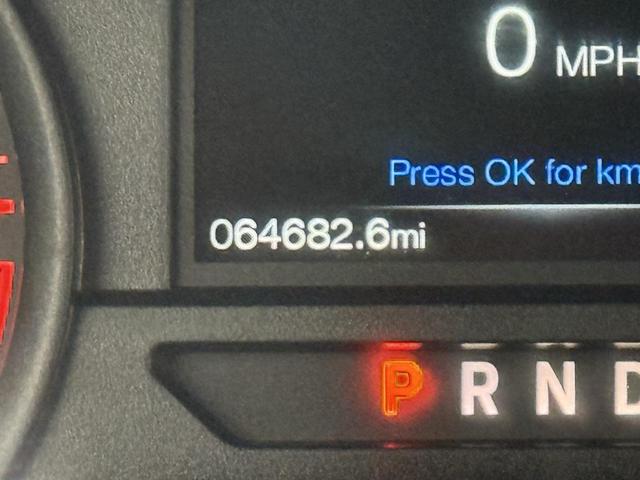 0 MPH
Press OK for km
064682.6mi
P R N D